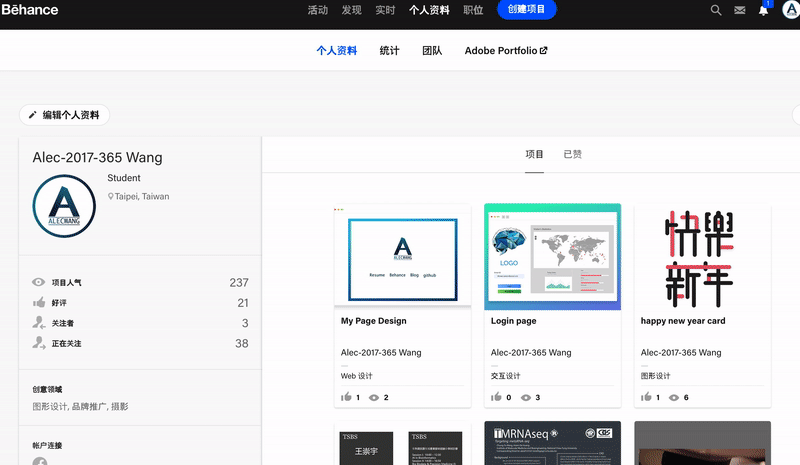 Bēhance
活动 发现 实时 个人资料 职位 创建项目
1
个人资料 统计 团队 Adobe Portfolio
编辑个人资料
Alec-2017-365 Wang
Student
Taipei, Taiwan
A
ALECWANG
项目人气 237
好评 21
关注者 3
正在关注 38
创意领域
图形设计, 品牌推广, 摄影
帐户连接
项目 已赞
A
ALECWANG
Resume Behance Blog github
My Page Design
Alec-2017-365 Wang
Web 设计
1 2
LOGO
Login page
Alec-2017-365 Wang
交互设计
0 3
快樂
新年
happy new year card
Alec-2017-365 Wang
图形设计
1 6
TSBS
王崇宇
TSBS
TMRNAseq
CBS